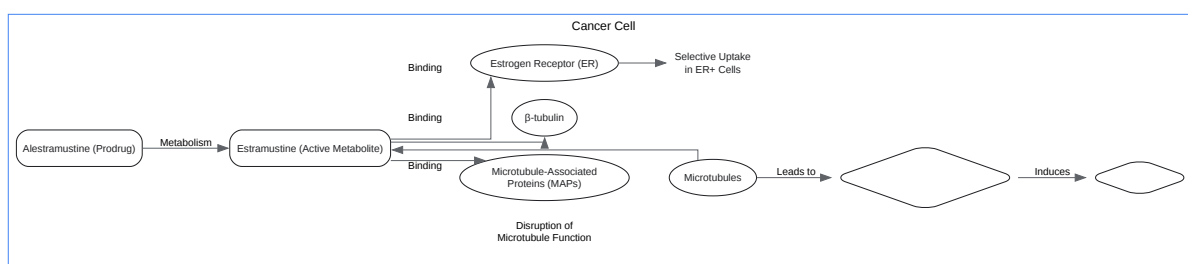 Cancer Cell
Binding
Estrogen Receptor (ER)
Selective Uptake
in ER+ Cells
Binding
β-tubulin
Alestramustine (Prodrug)
Metabolism
Estramustine (Active Metabolite)
Binding
Microtubule-Associated
Proteins (MAPs)
Microtubules
Leads to
Induces
Disruption of
Microtubule Function